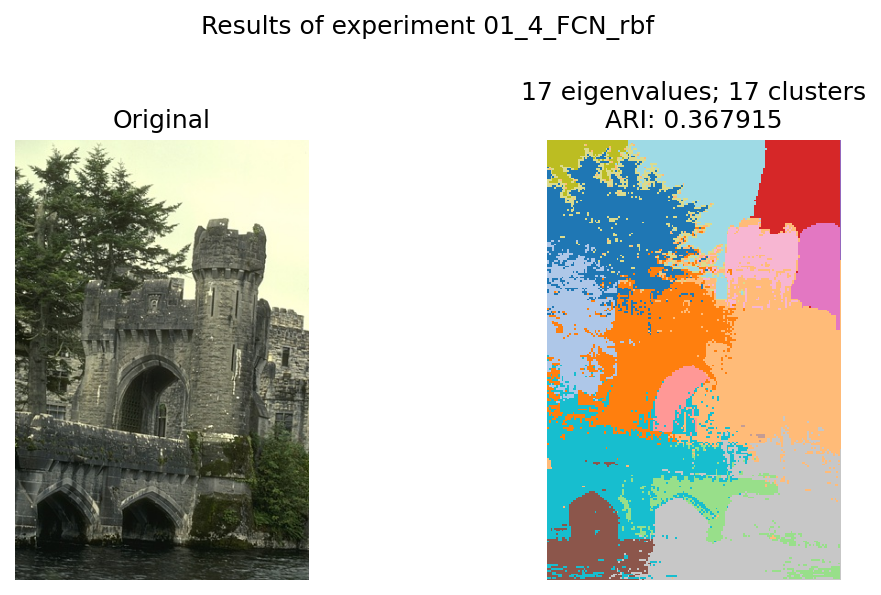 Results of experiment 01_4_FCN_rbf
Original
17 eigenvalues; 17 clusters
ARI: 0.367915